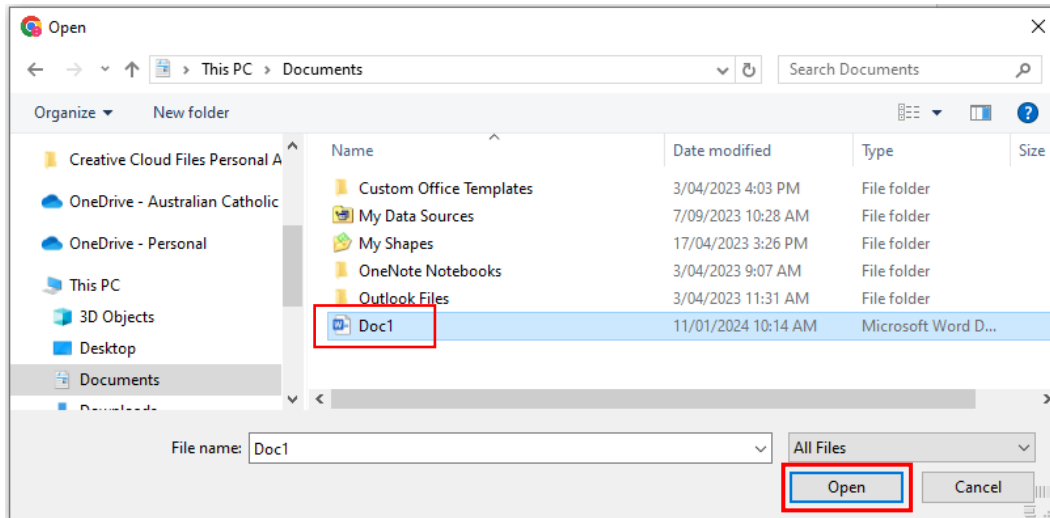 Open
This PC > Documents
Search Documents
Organize
New folder
Name Date modified Type Size
Creative Cloud Files Personal A
OneDrive - Australian Catholic
OneDrive - Personal
This PC
3D Objects
Desktop
Documents
Downloads
Custom Office Templates 3/04/2023 4:03 PM File folder
My Data Sources 7/09/2023 10:28 AM File folder
My Shapes 17/04/2023 3:26 PM File folder
OneNote Notebooks 3/04/2023 9:07 AM File folder
Outlook Files 3/04/2023 11:31 AM File folder
Doc1 11/01/2024 10:14 AM Microsoft Word D...
File name: Doc1
All Files
Open
Cancel